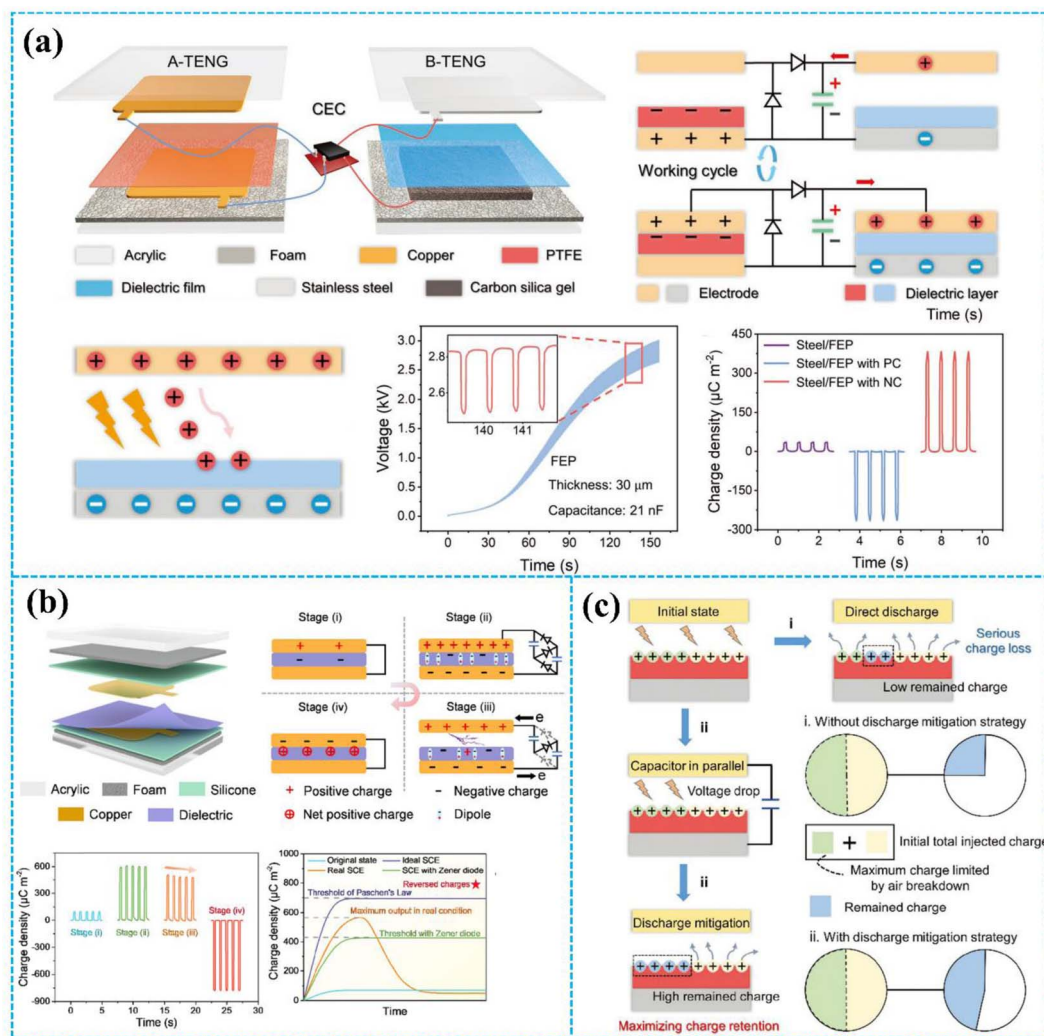 (a)
A-TENG
B-TENG
CEC
Acrylic
Foam
Copper
PTFE
Dielectric film
Stainless steel
Carbon silica gel
+
−
Working cycle
+
−
Electrode
Dielectric layer
Time (s)
Voltage (kV)
3.0
2.5
2.0
1.5
1.0
0.5
0.0
2.8
2.6
140 141
FEP
Thickness: 30 μm
Capacitance: 21 nF
0 30 60 90 120 150
Time (s)
Charge density (μC m⁻²)
450
300
150
0
-150
-300
Steel/FEP
Steel/FEP with PC
Steel/FEP with NC
0 2 4 6 8 10
Time (s)
(b)
Acrylic
Foam
Silicone
Copper
Dielectric
Stage (i)
Stage (ii)
Stage (iv)
Stage (iii)
e
e
+ Positive charge
- Negative charge
Net positive charge
Dipole
Charge density (μC m⁻²)
900
600
300
0
-300
-600
-900
Stage (i)
Stage (ii)
Stage (iii)
Stage (iv)
0 5 10 15 20 25 30
Time (s)
Charge density (μC m⁻²)
1000
800
600
400
200
0
Original state
Ideal SCE
Real SCE
SCE with Zener diode
Reversed charges
Threshold of Paschen's Law
Maximum output in real condition
Threshold with Zener diode
Time
(c)
Initial state
i
Direct discharge
Serious
charge loss
Low remained charge
ii
i. Without discharge mitigation strategy
Capacitor in parallel
Voltage drop
+
Initial total injected charge
Maximum charge limited
by air breakdown
Remained charge
ii
Discharge mitigation
ii. With discharge mitigation strategy
High remained charge
Maximizing charge retention